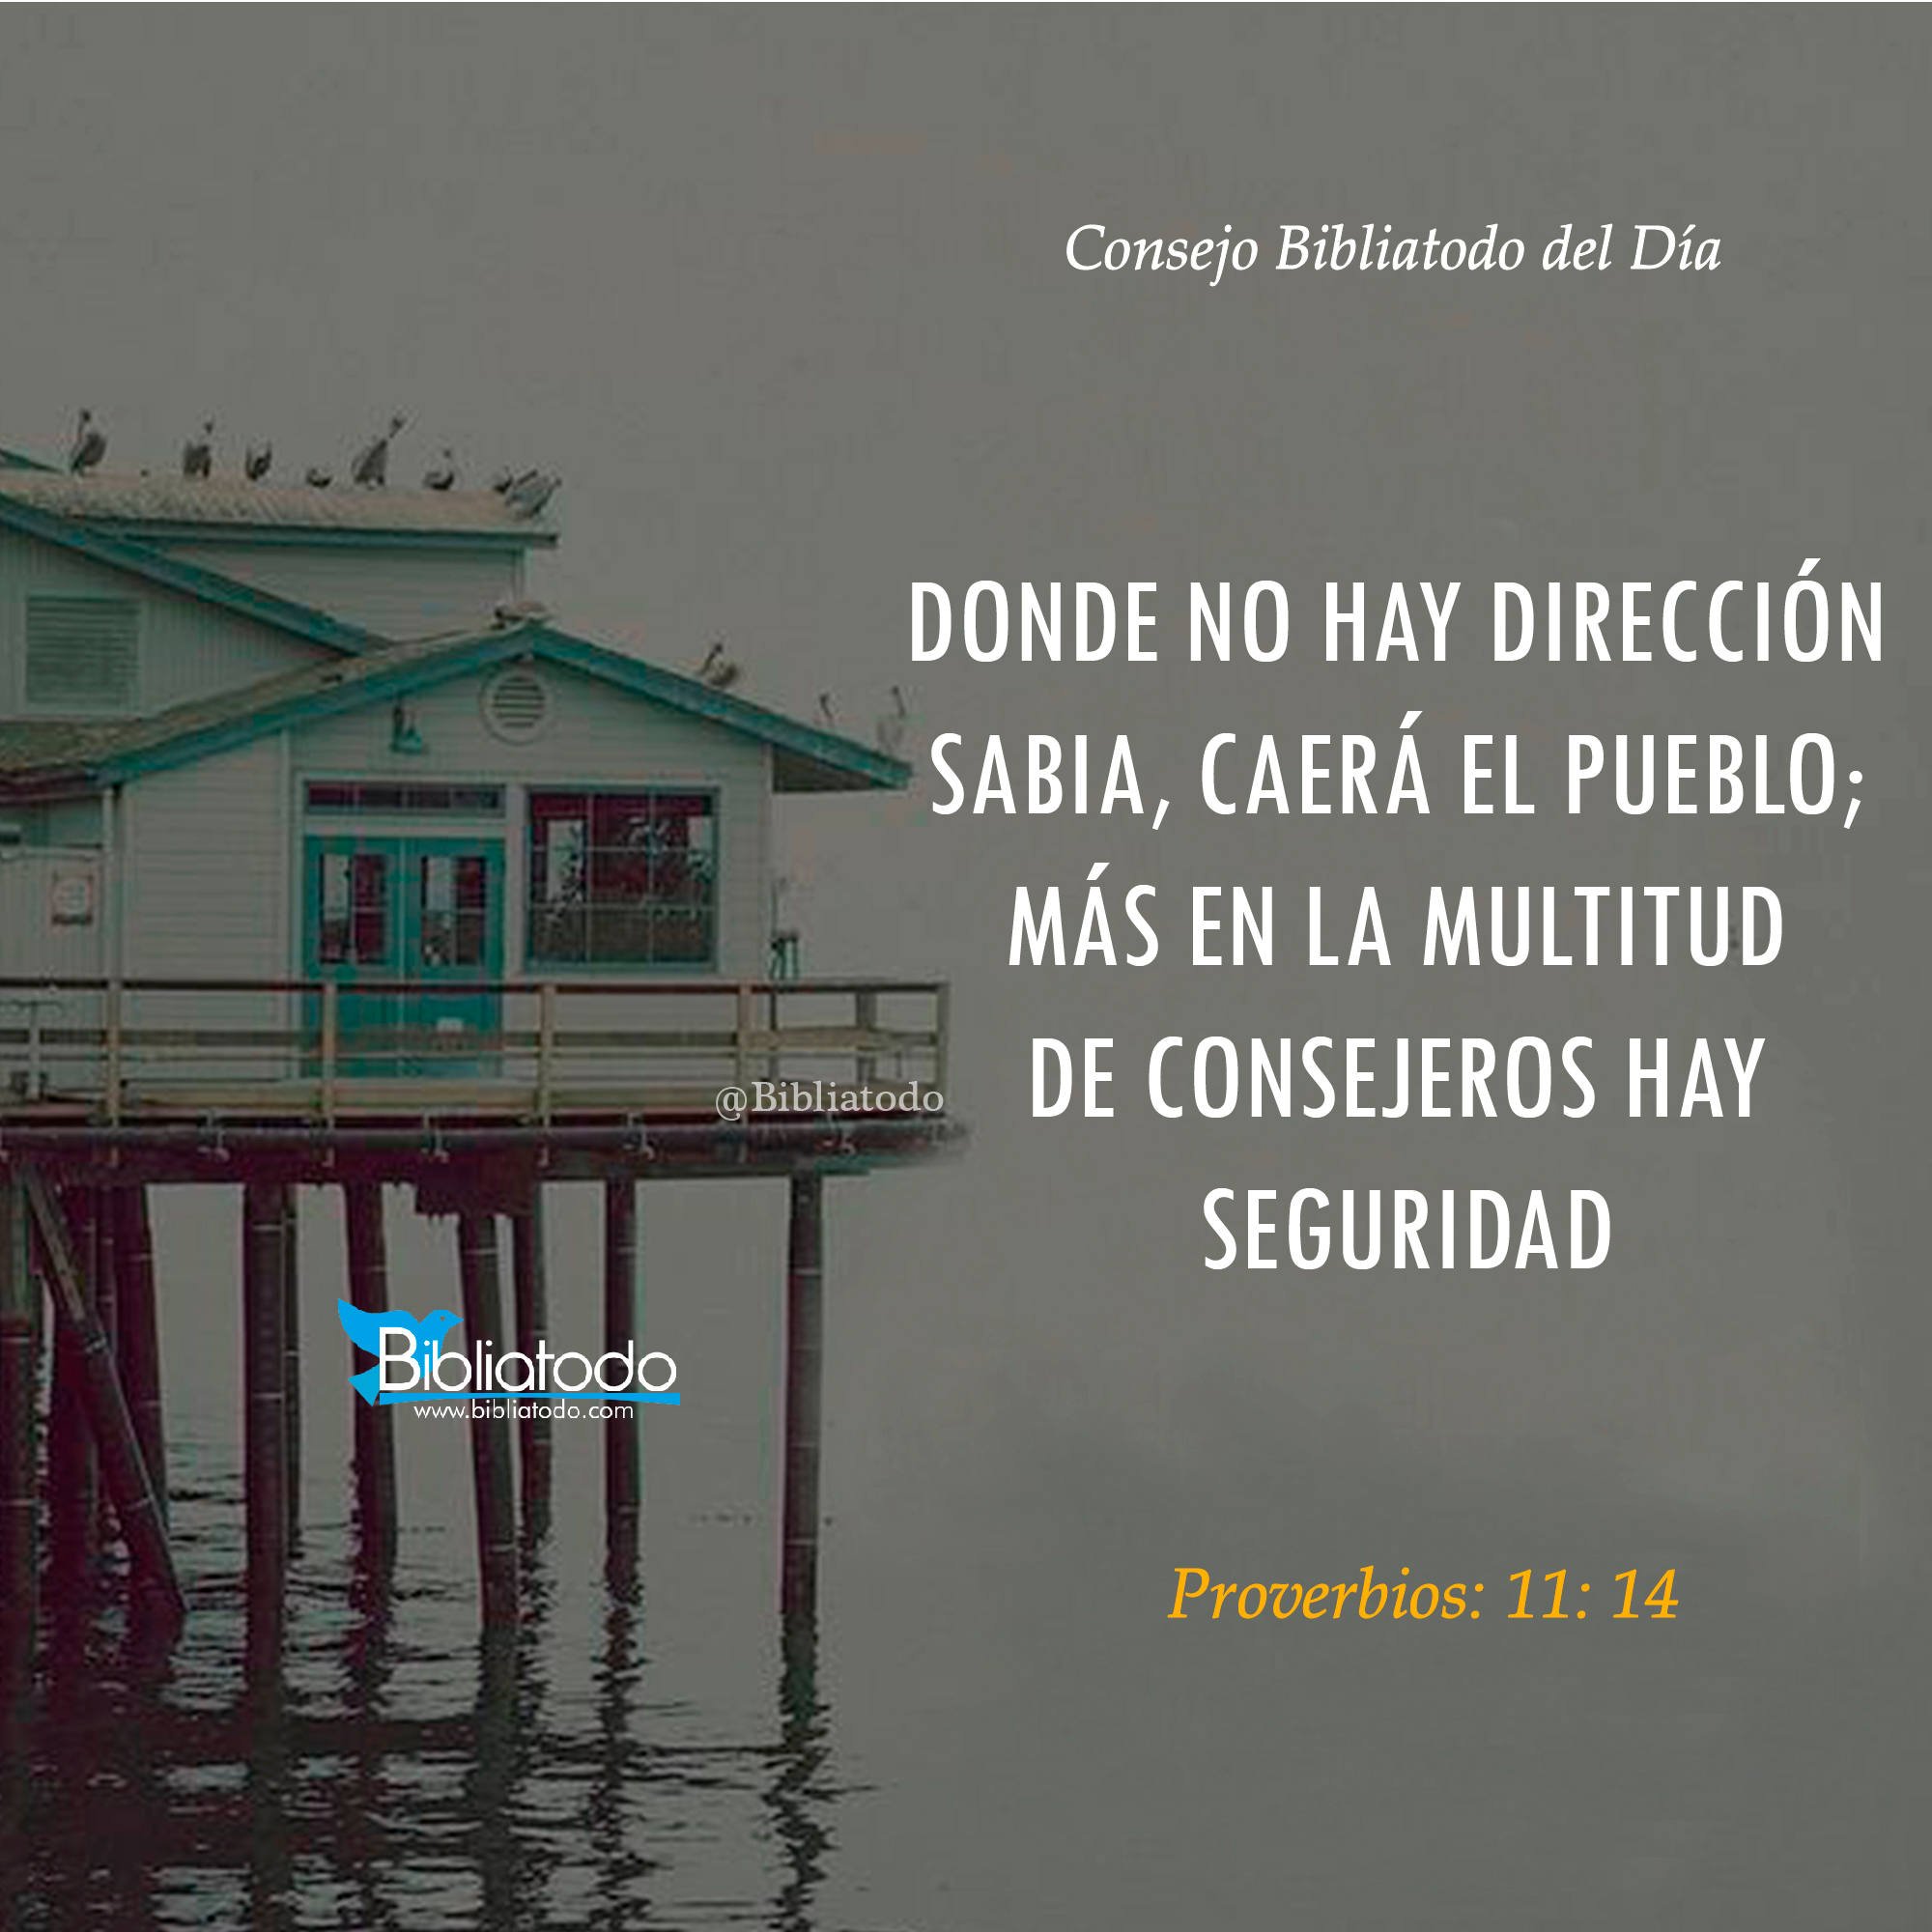 Consejo Bibliatodo del Día
DONDE NO HAY DIRECCIÓN
SABIA, CAERÁ EL PUEBLO;
MÁS EN LA MULTITUD
DE CONSEJEROS HAY
SEGURIDAD
@Bibliatodo
Bibliatodo
www.bibliatodo.com
Proverbios: 11: 14